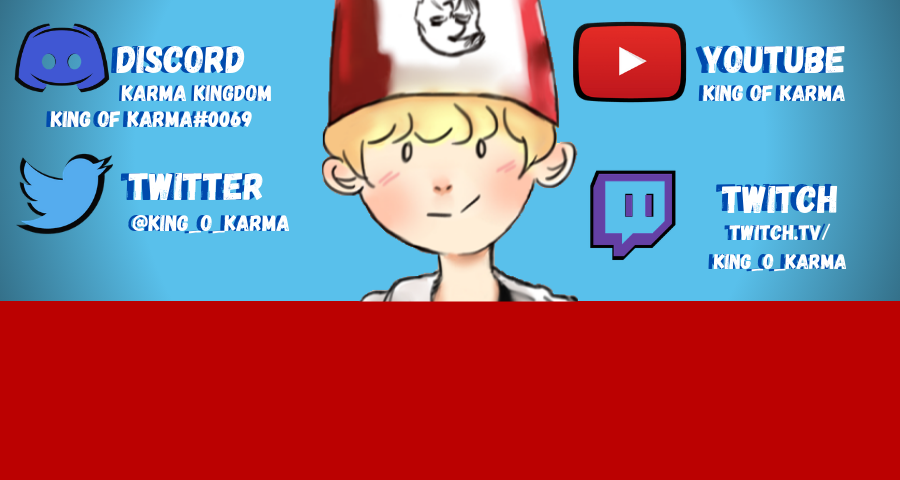 DISCORD
KARMA KINGDOM
KING OF KARMA#0069
TWITTER
@KING_O_KARMA
YOUTUBE
KING OF KARMA
TWITCH
TWITCH.TV/
KING_O_KARMA